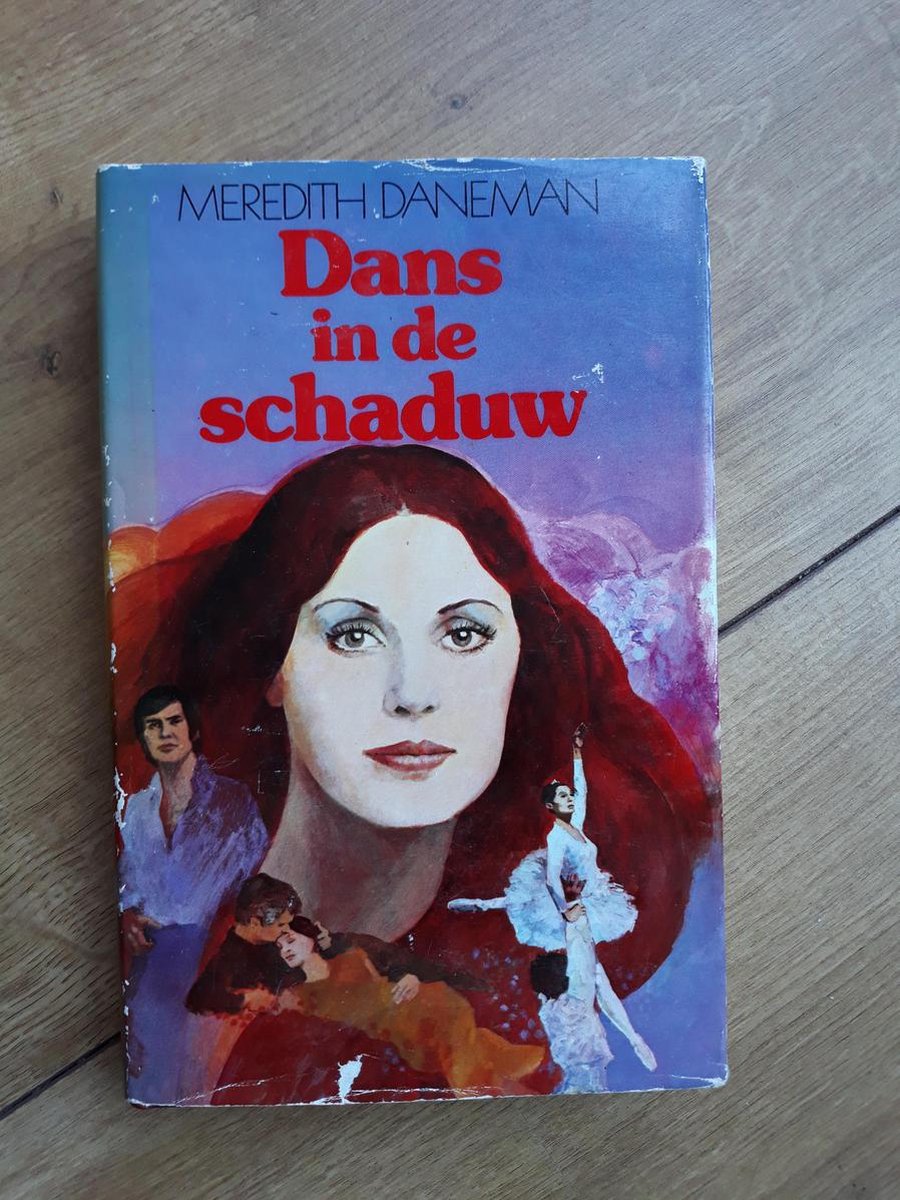 MEREDITH DANEMAN
Dans
in de
schaduw